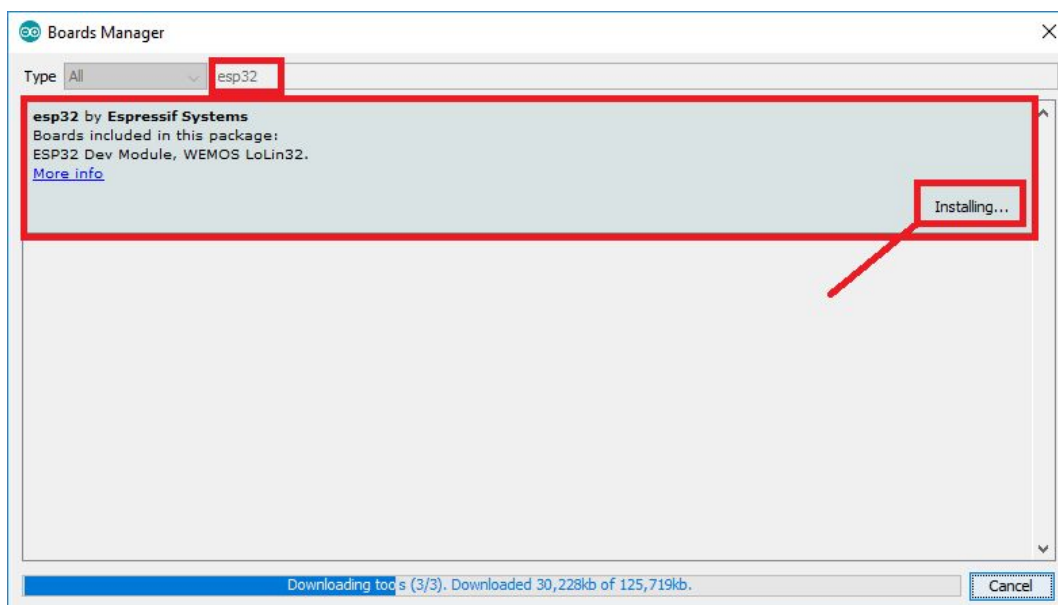 Boards Manager
Type All esp32
esp32 by Espressif Systems
Boards included in this package:
ESP32 Dev Module, WEMOS LoLin32.
More info
Installing...
Downloading tools (3/3). Downloaded 30,228kb of 125,719kb.
Cancel